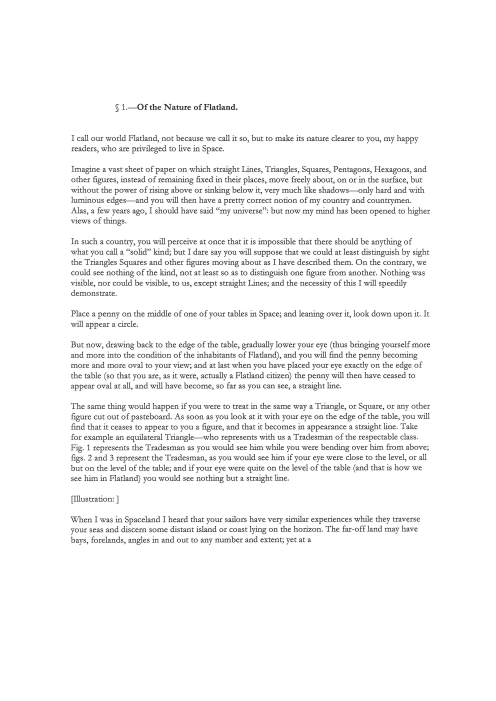 § 1.—Of the Nature of Flatland.
I call our world Flatland, not because we call it so, but to make its nature clearer to you, my happy
readers, who are privileged to live in Space.
Imagine a vast sheet of paper on which straight Lines, Triangles, Squares, Pentagons, Hexagons, and
other figures, instead of remaining fixed in their places, move freely about, on or in the surface, but
without the power of rising above or sinking below it, very much like shadows—only hard and with
luminous edges—and you will then have a pretty correct notion of my country and countrymen.
Alas, a few years ago, I should have said “my universe”: but now my mind has been opened to higher
views of things.
In such a country, you will perceive at once that it is impossible that there should be anything of
what you call a “solid” kind; but I dare say you will suppose that we could at least distinguish by sight
the Triangles Squares and other figures moving about as I have described them. On the contrary, we
could see nothing of the kind, not at least so as to distinguish one figure from another. Nothing was
visible, nor could be visible, to us, except straight Lines; and the necessity of this I will speedily
demonstrate.
Place a penny on the middle of one of your tables in Space; and leaning over it, look down upon it. It
will appear a circle.
But now, drawing back to the edge of the table, gradually lower your eye (thus bringing yourself more
and more into the condition of the inhabitants of Flatland), and you will find the penny becoming
more and more oval to your view; and at last when you have placed your eye exactly on the edge of
the table (so that you are, as it were, actually a Flatland citizen) the penny will then have ceased to
appear oval at all, and will have become, so far as you can see, a straight line.
The same thing would happen if you were to treat in the same way a Triangle, or Square, or any other
figure cut out of pasteboard. As soon as you look at it with your eye on the edge of the table, you will
find that it ceases to appear to you a figure, and that it becomes in appearance a straight line. Take
for example an equilateral Triangle—who represents with us a Tradesman of the respectable class.
Fig. 1 represents the Tradesman as you would see him while you were bending over him from above;
figs. 2 and 3 represent the Tradesman, as you would see him if your eye were close to the level, or all
but on the level of the table; and if your eye were quite on the level of the table (and that is how we
see him in Flatland) you would see nothing but a straight line.
[Illustration: ]
When I was in Spaceland I heard that your sailors have very similar experiences while they traverse
your seas and discern some distant island or coast lying on the horizon. The far-off land may have
bays, forelands, angles in and out to any number and extent; yet at a